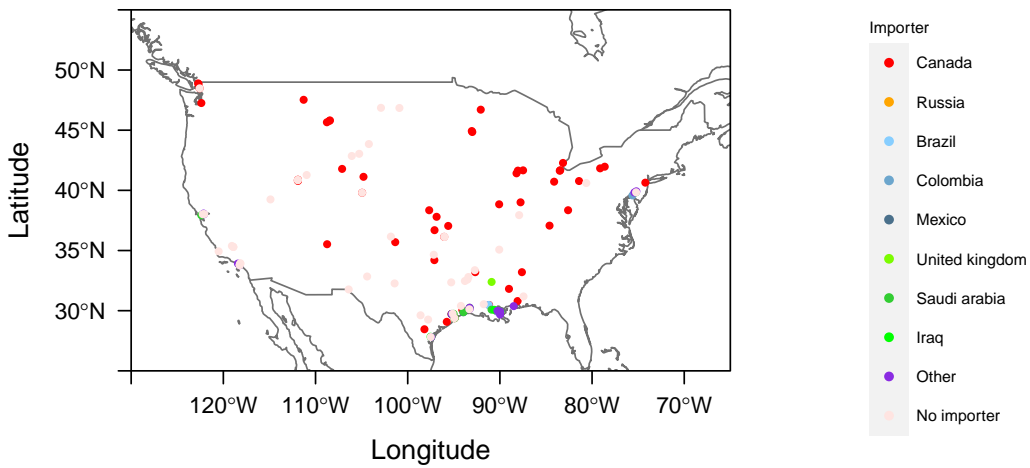 Importer
Canada
Russia
Brazil
Colombia
Mexico
United kingdom
Saudi arabia
Iraq
Other
No importer
50°N
45°N
40°N
35°N
30°N
Latitude
120°W 110°W 100°W 90°W 80°W 70°W
Longitude